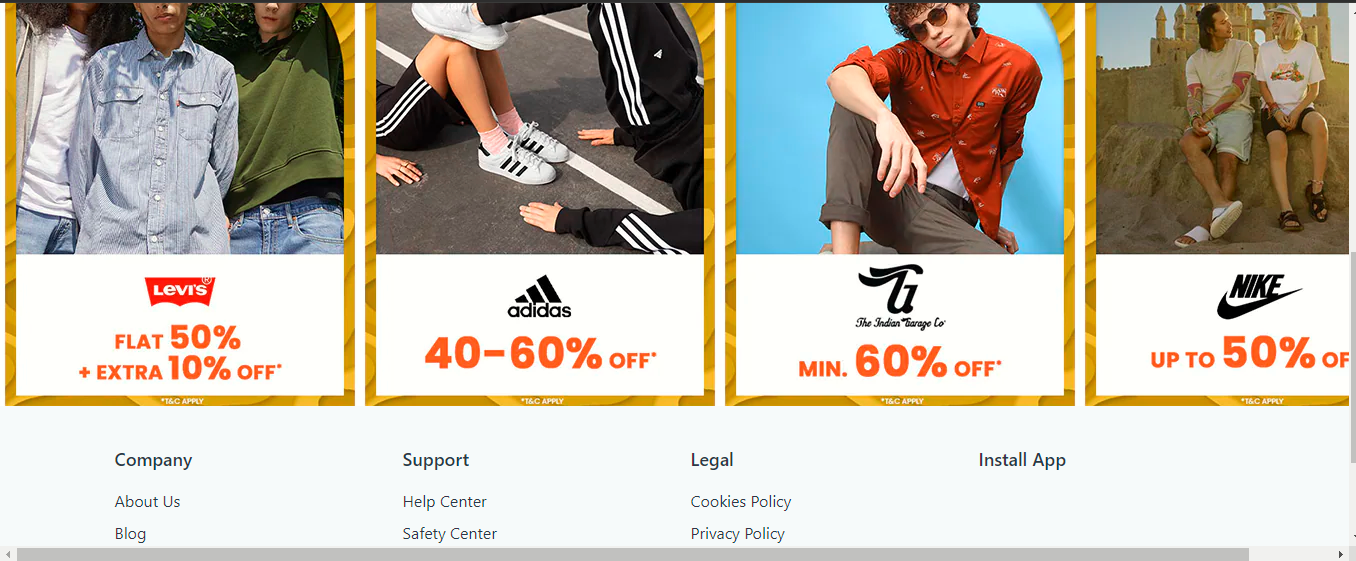 LEVI'S®
FLAT 50%
+ EXTRA 10% OFF*
*T&C APPLY
adidas
40-60% OFF*
The Indian Garage Co
MIN. 60% OFF*
*T&C APPLY
NIKE
UP TO 50% OF
*T&C APPLY
Company
About Us
Blog
Support
Help Center
Safety Center
Legal
Cookies Policy
Privacy Policy
Install App